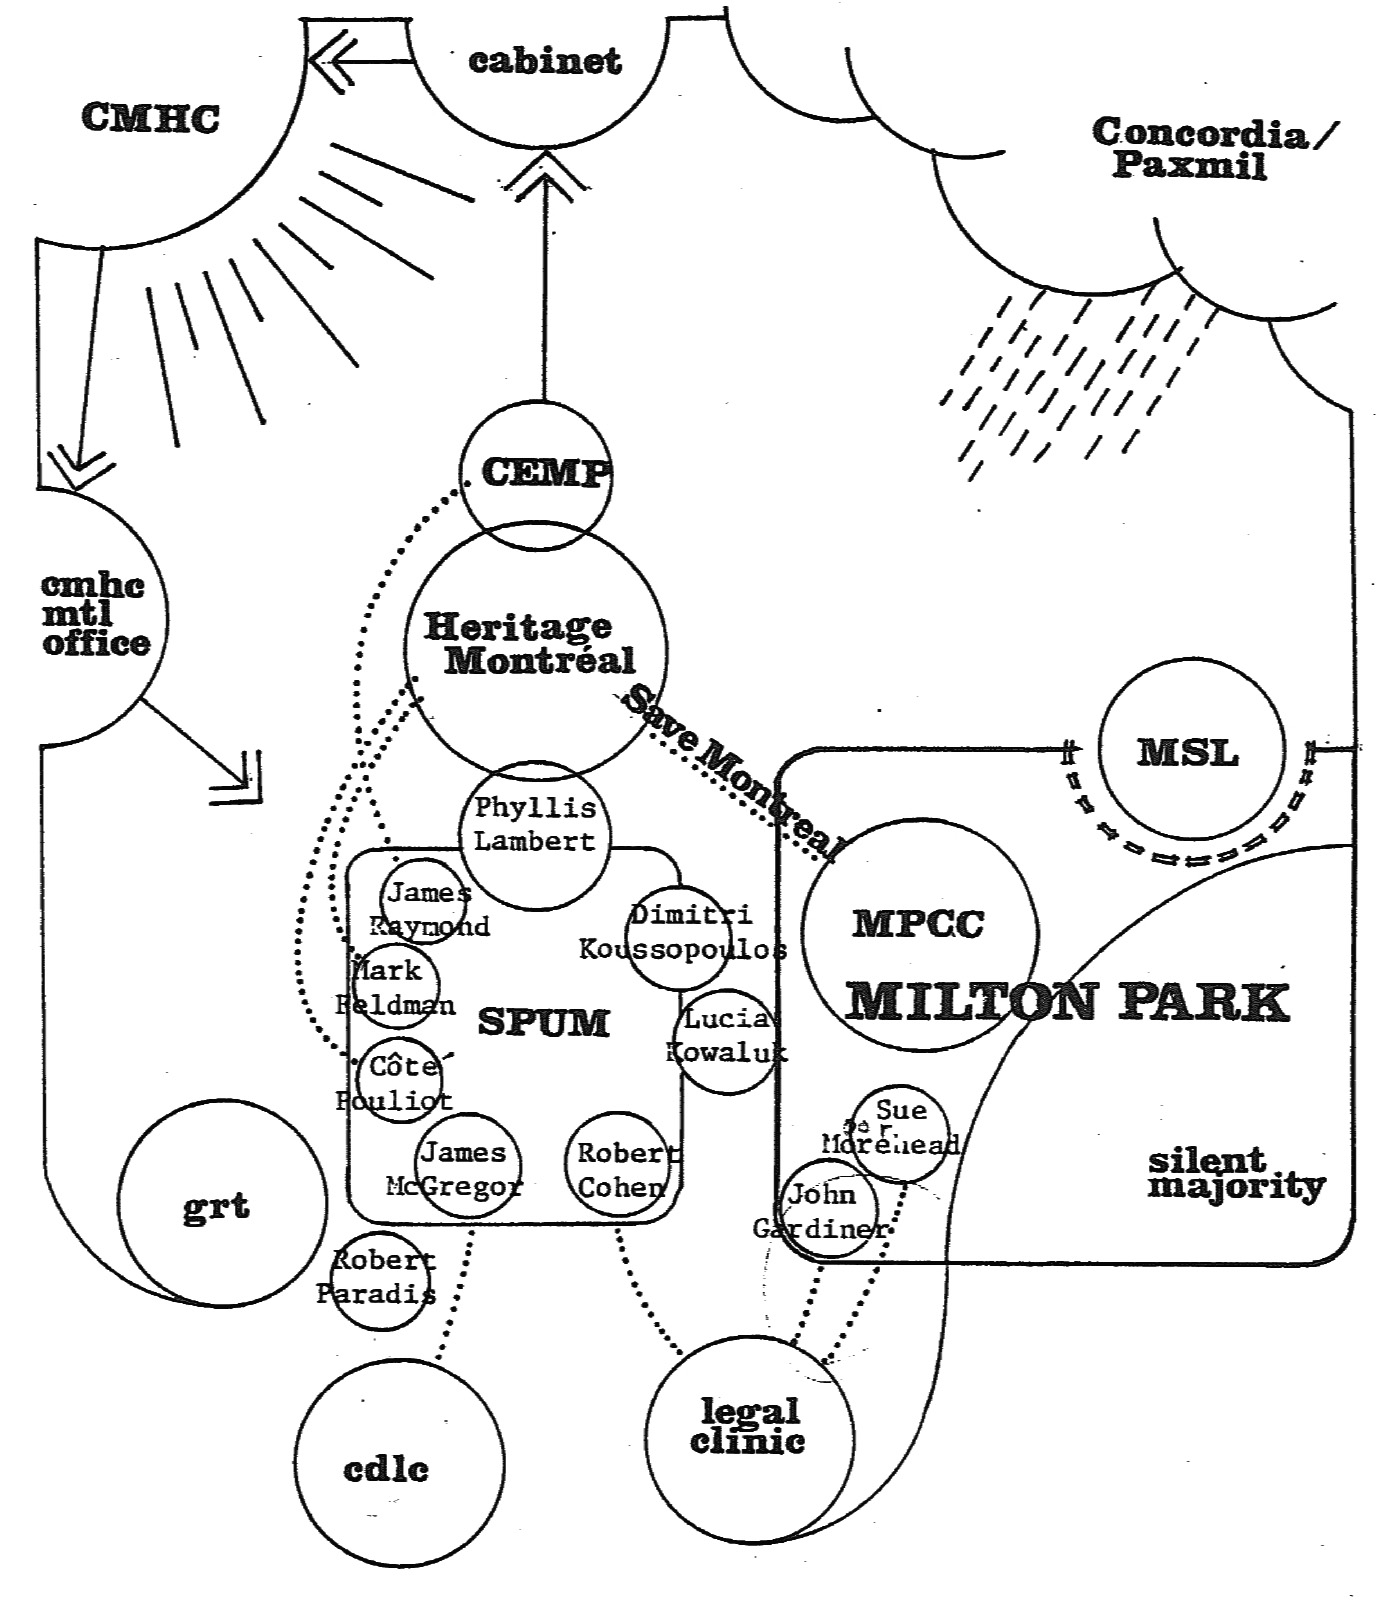 cabinet
CMHC
Concordia/
Paxmil
CEMP
cmhc
mtl
office
Heritage
Montréal
Save Montreal
MSL
Phyllis
Lambert
James
Raymond
Dimitri
Koussopoulos
MPCC
Mark
Feldman
SPUM
MILTON PARK
Lucia
Kowaluk
Côté
Pouliot
Sue
Morehead
James
McGregor
Robert
Cohen
silent
majority
John
Gardiner
grt
Robert
Paradis
legal
clinic
cdlc